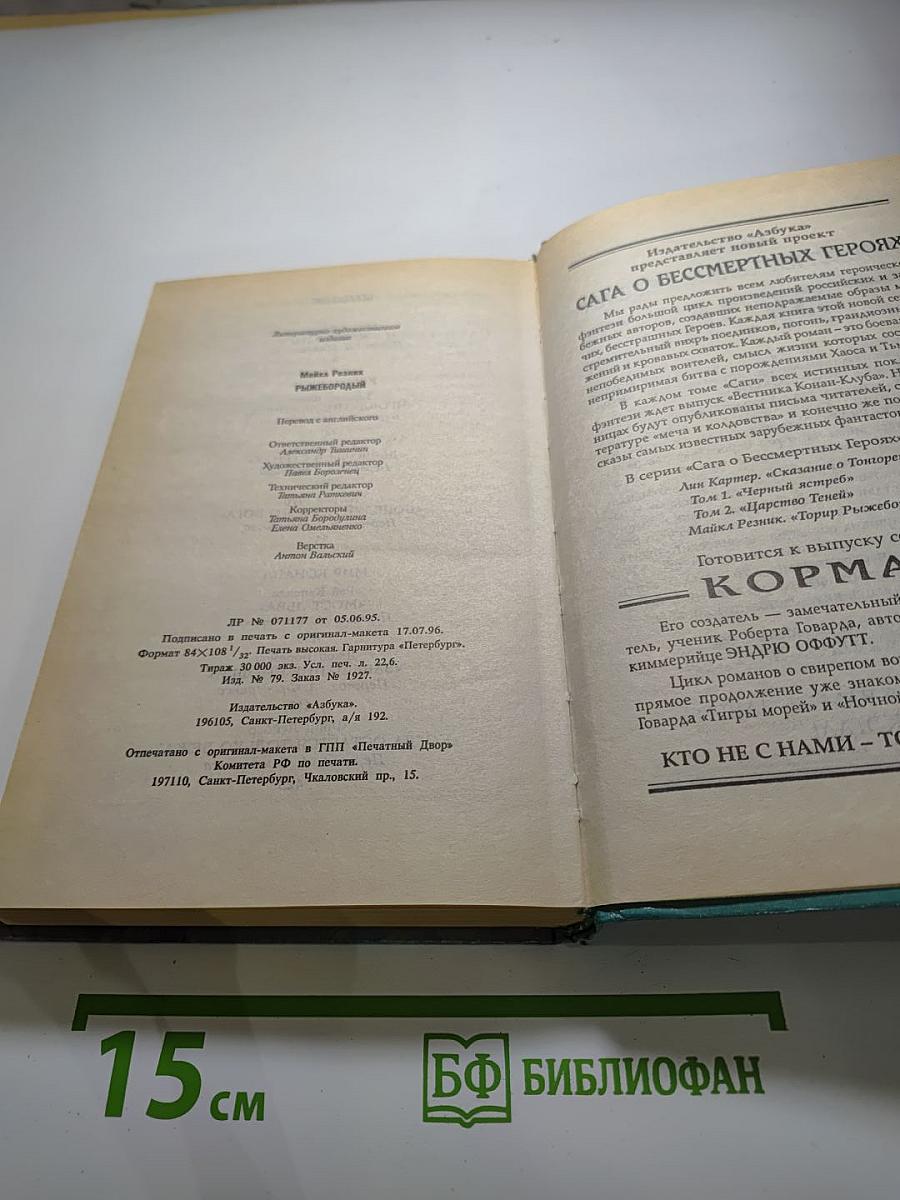 Литературно-художественное
издание
Майкл Резник
РЫЖЕБОРОДЫЙ
Перевод с английского
Ответственный редактор
Александр Тишинин
Художественный редактор
Павел Борозенец
Технический редактор
Татьяна Раткевич
Корректоры
Татьяна Бородулина
Елена Омельяненко
Верстка
Антон Вальский
ЛР № 071177 от 05.06.95.
Подписано в печать с оригинал-макета 17.07.96.
Формат 84×108 1/32. Печать высокая. Гарнитура «Петербург».
Тираж 30 000 экз. Усл. печ. л. 22,6.
Изд. № 79. Заказ № 1927.
Издательство «Азбука».
196105, Санкт-Петербург, а/я 192.
Отпечатано с оригинал-макета в ГПП «Печатный Двор»
Комитета РФ по печати.
197110, Санкт-Петербург, Чкаловский пр., 15.
Издательство «Азбука»
представляет новый проект
САГА О БЕССМЕРТНЫХ ГЕРОЯХ
Мы рады предложить всем любителям героическ
фэнтези большой цикл произведений российских и за
бежных авторов, создавших неподражаемые образы м
чих, бесстрашных Героев. Каждая книга этой новой се
стремительный вихрь поединков, погонь, грандиозны
жений и кровавых схваток. Каждый роман – это боева
непобедимых воителей, смысл жизни которых сос
непримиримая битва с порождениями Хаоса и Ть
В каждом томе «Саги» всех истинных пок
фэнтези ждет выпуск «Вестника Конан-Клуба». Н
ницах будут опубликованы письма читателей, с
тературе «меча и колдовства» и конечно же по
сказы самых известных зарубежных фантасто
В серии «Сага о Бессмертных Героях»
Лин Картер. «Сказание о Тонгоре
Том 1. «Черный ястреб»
Том 2. «Царство Теней»
Майкл Резник. «Торир Рыжебо
Готовится к выпуску се
КОРМА
Его создатель — замечательный
тель, ученик Роберта Говарда, авто
киммерийце ЭНДРЮ ОФФУТТ.
Цикл романов о свирепом во
прямое продолжение уже знаком
Говарда «Тигры морей» и «Ночной
КТО НЕ С НАМИ – ТО
15 см
БФ БИБЛИОФАН